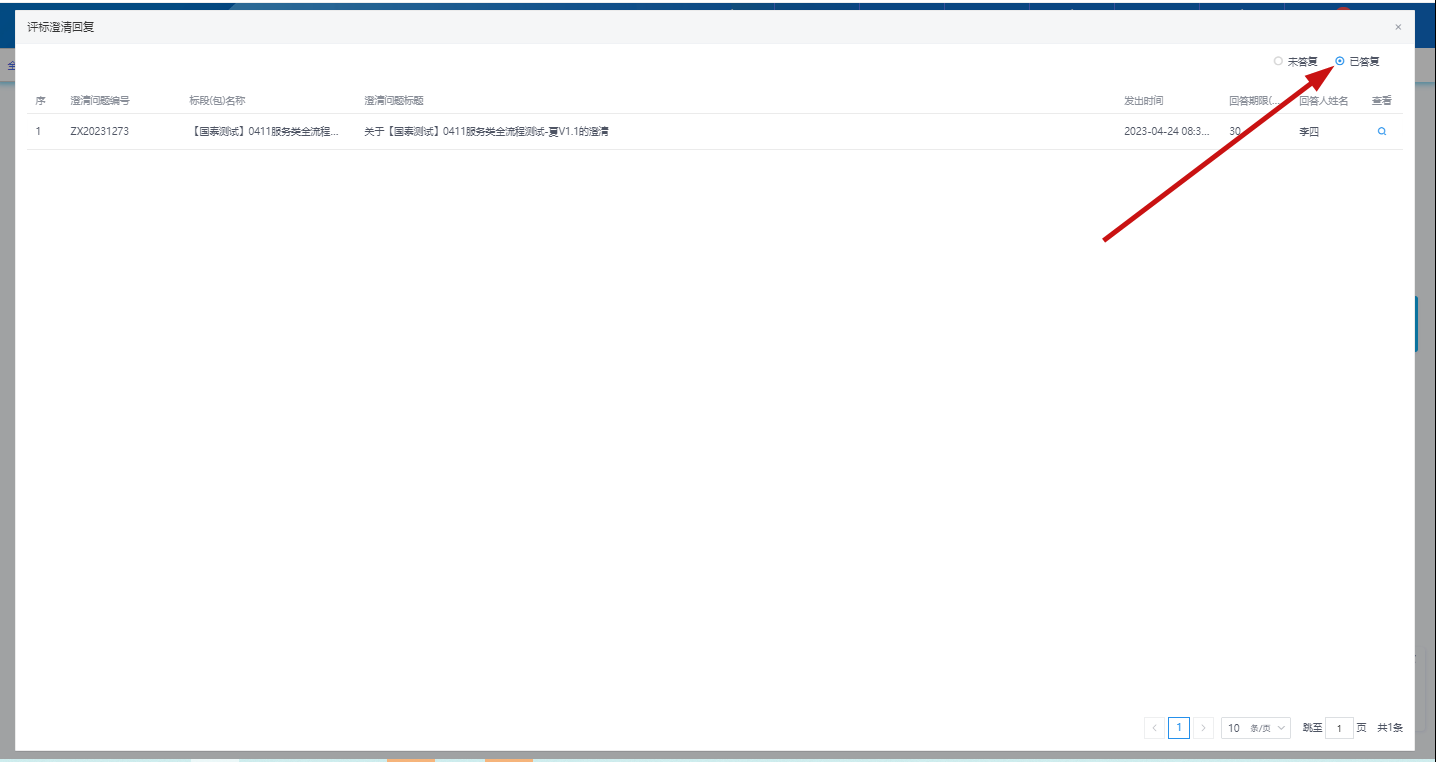 评标澄清回复
×
全
未答复 已答复
序 澄清问题编号 标段(包)名称 澄清问题标题 发出时间 回答期限(... 回答人姓名 查看
1 ZX20231273 【国泰测试】0411服务类全流程... 关于【国泰测试】0411服务类全流程测试-夏V1.1的澄清 2023-04-24 08:3... 30 李四
< 1 > 10 条/页 跳至 1 页 共1条